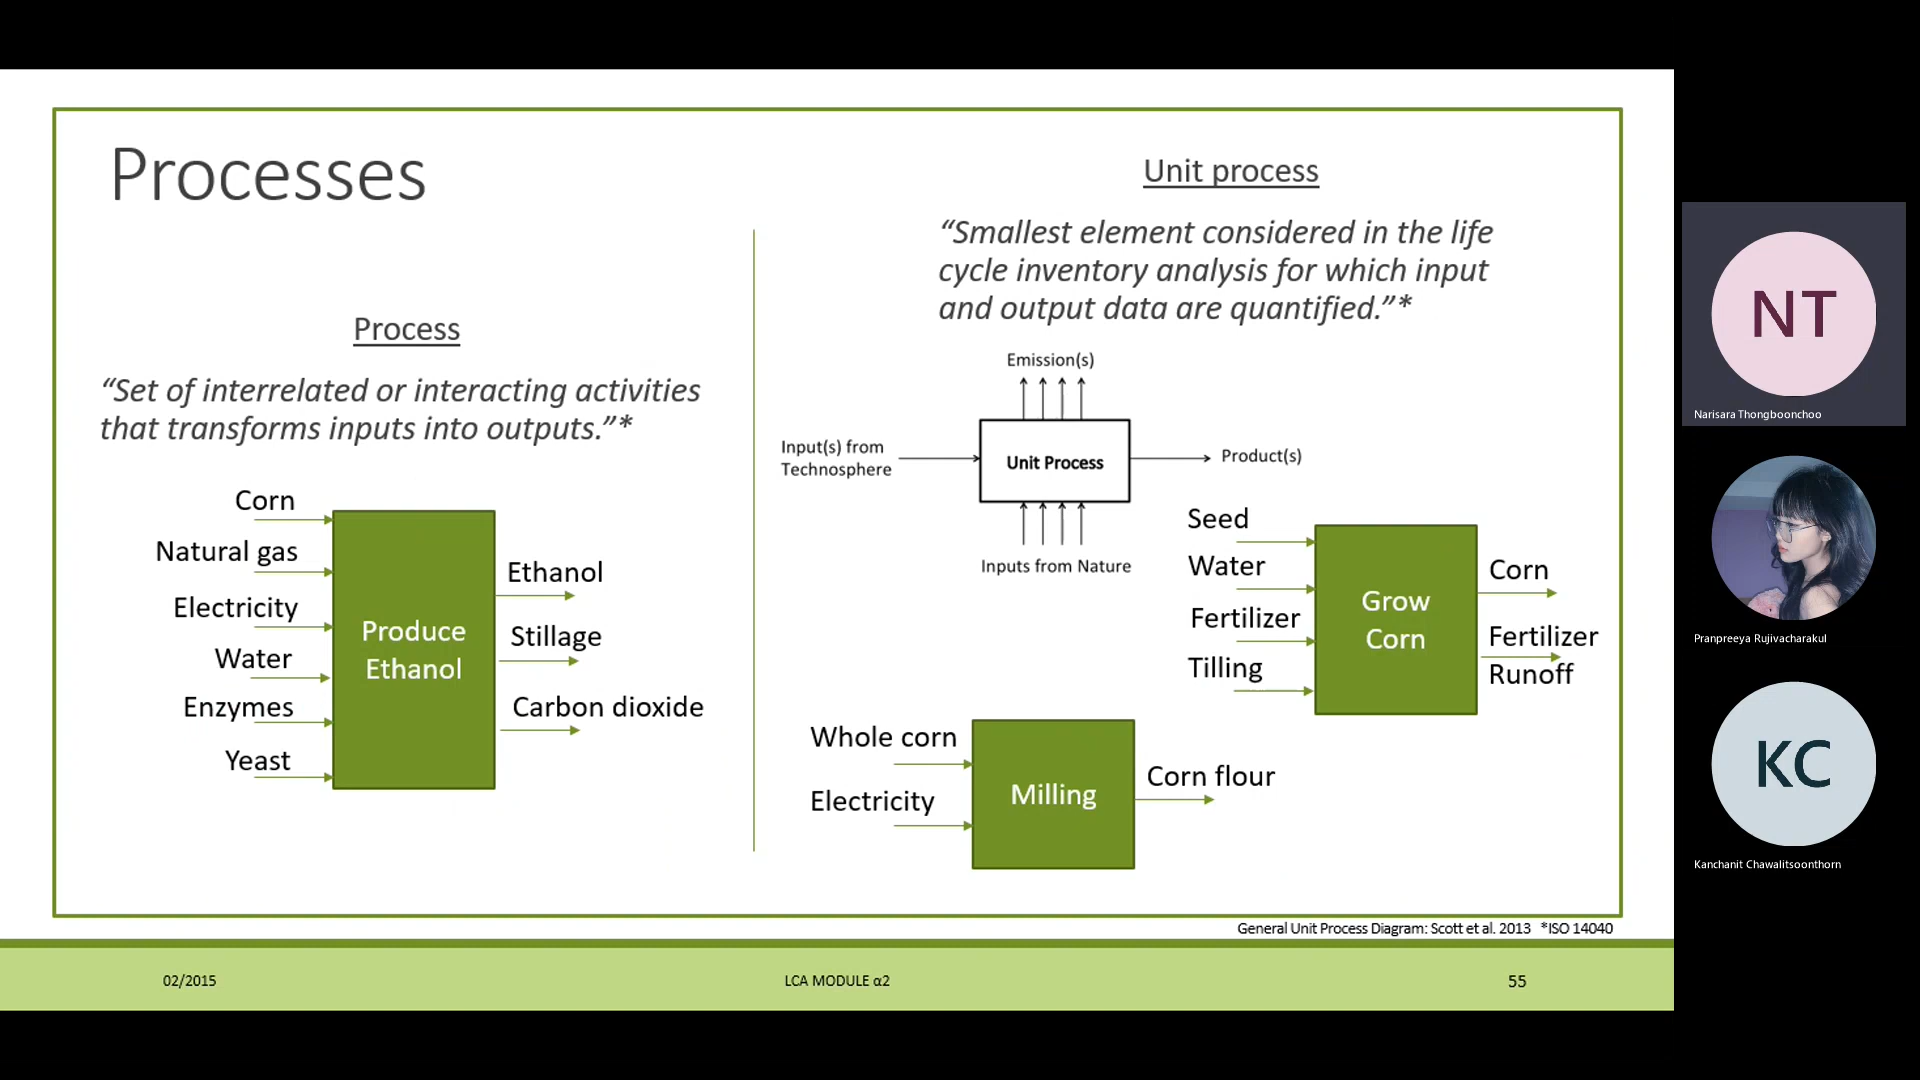 Processes
Process
“Set of interrelated or interacting activities
that transforms inputs into outputs.”*
Corn
Natural gas
Electricity
Water
Enzymes
Yeast
Produce
Ethanol
Ethanol
Stillage
Carbon dioxide
Unit process
“Smallest element considered in the life
cycle inventory analysis for which input
and output data are quantified.”*
Emission(s)
Input(s) from
Technosphere
Unit Process
Product(s)
Inputs from Nature
Seed
Water
Fertilizer
Tilling
Grow
Corn
Corn
Fertilizer
Runoff
Whole corn
Electricity
Milling
Corn flour
General Unit Process Diagram: Scott et al. 2013 *ISO 14040
02/2015
LCA MODULE α2
55
NT
Narisara Thongboonchoo
Pranpreeya Rujivacharakul
KC
Kanchanit Chawalitsoonthorn